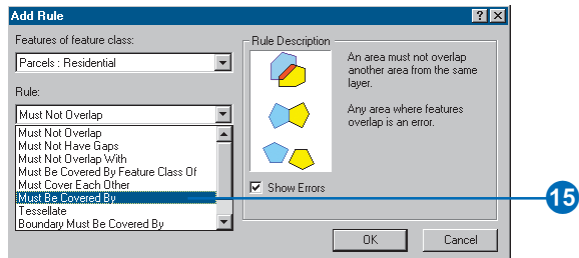 Add Rule
Features of feature class:
Parcels : Residential
Rule:
Must Not Overlap
Must Not Overlap
Must Not Have Gaps
Must Not Overlap With
Must Be Covered By Feature Class Of
Must Cover Each Other
Must Be Covered By
Tessellate
Boundary Must Be Covered By
Rule Description
An area must not overlap
another area from the same
layer.
Any area where features
overlap is an error.
Show Errors
OK
Cancel
15